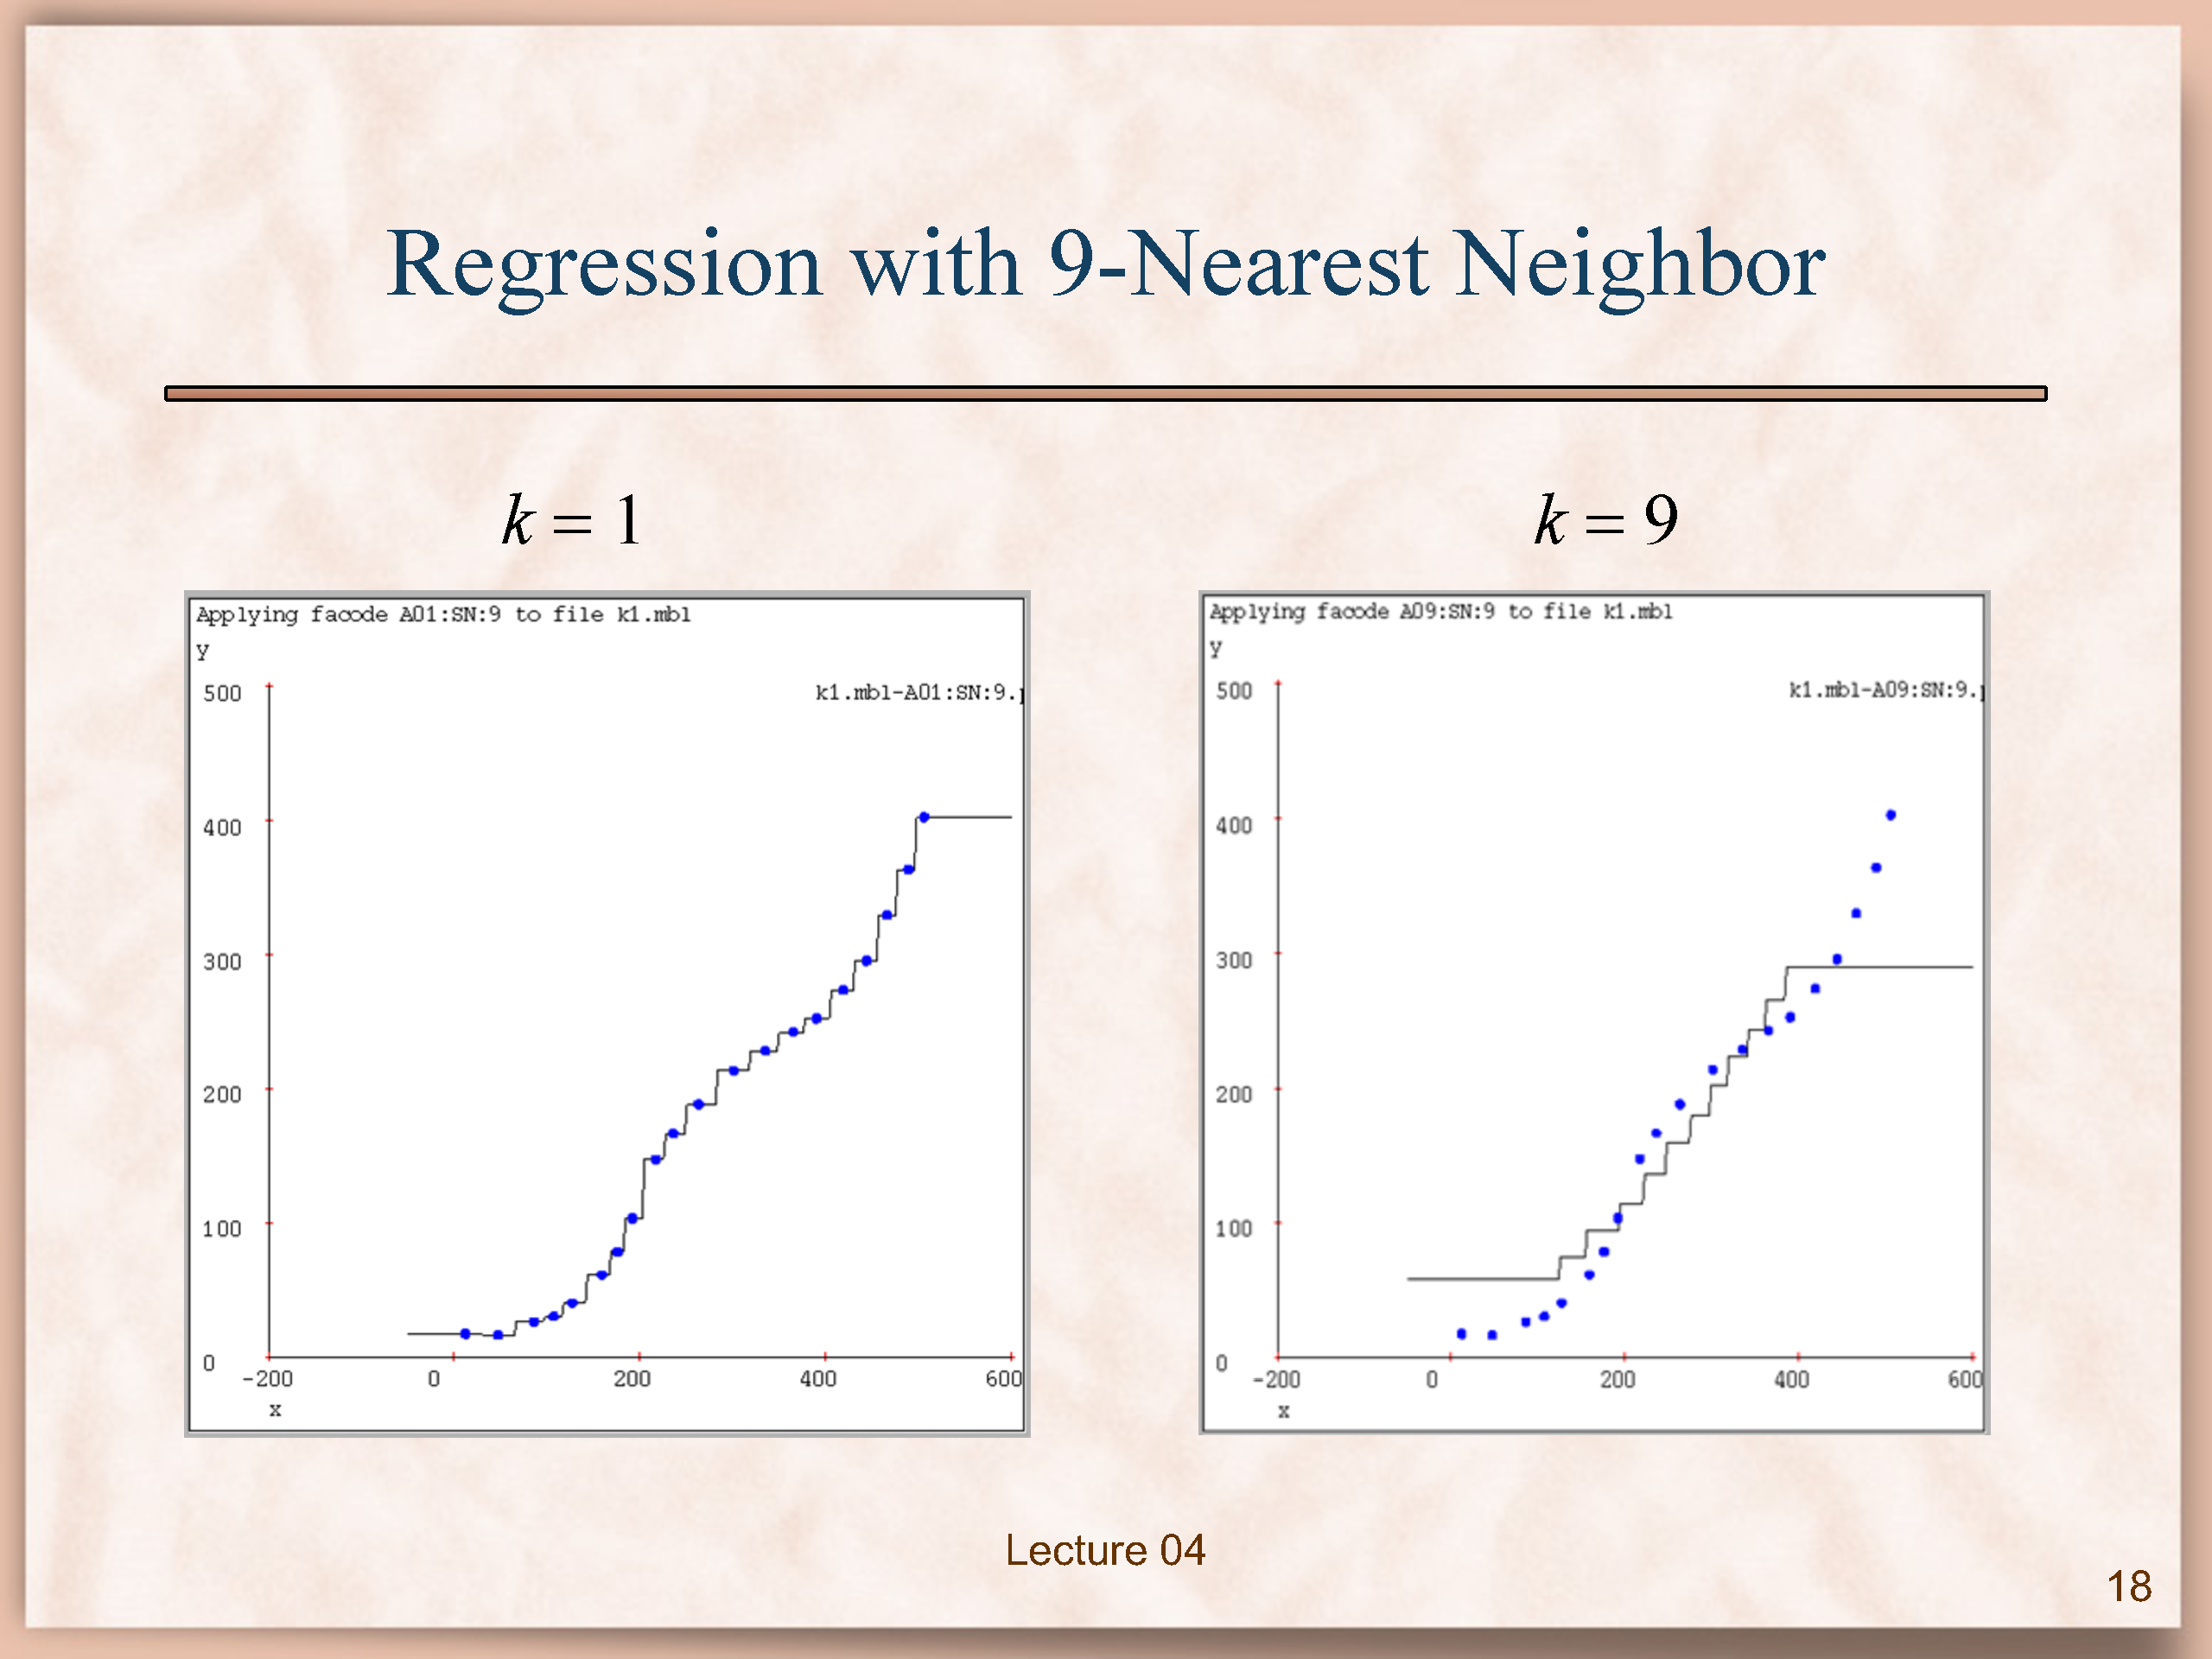 Regression with 9-Nearest Neighbor
k = 1
k = 9
Applying facode A01:SN:9 to file k1.mbl
y
k1.mbl-A01:SN:9.
500
400
300
200
100
0
-200 0 200 400 600
x
Applying facode A09:SN:9 to file k1.mbl
y
k1.mbl-A09:SN:9.
500
400
300
200
100
0
-200 0 200 400 600
x
Lecture 04
18